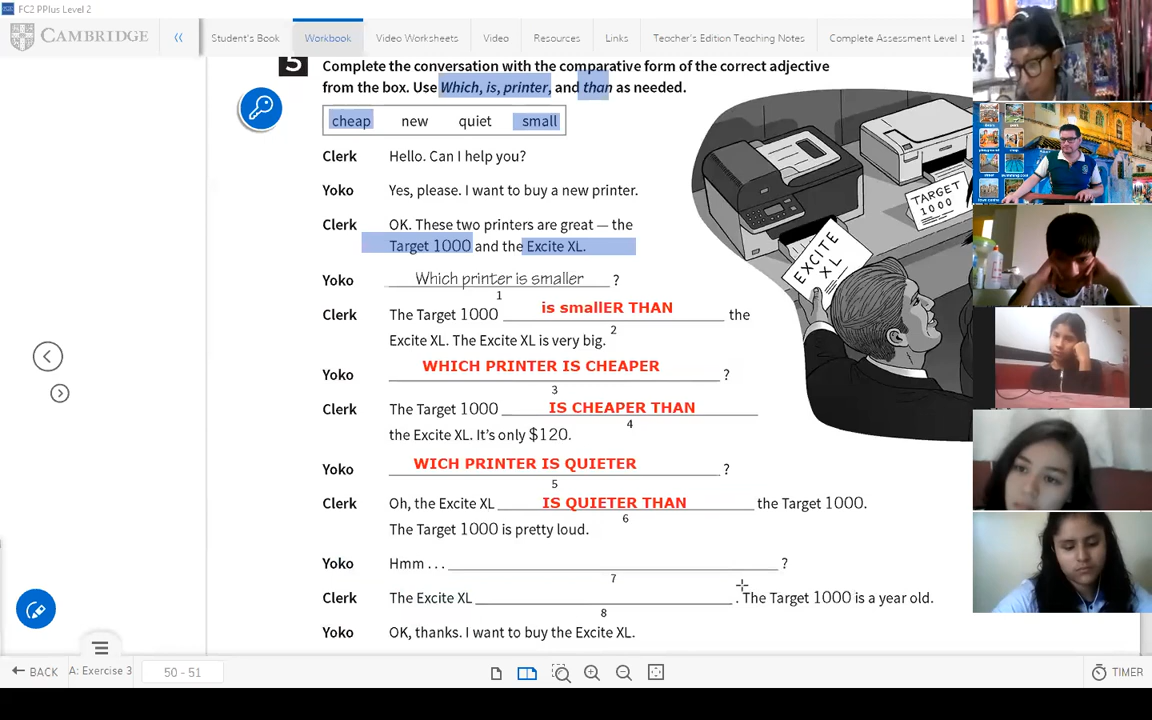 FC2 PPlus Level 2
CAMBRIDGE
Student's Book Workbook Video Worksheets Video Resources Links Teacher's Edition Teaching Notes Complete Assessment Level 1
5 Complete the conversation with the comparative form of the correct adjective
from the box. Use Which, is, printer, and than as needed.
cheap new quiet small
Clerk Hello. Can I help you?
Yoko Yes, please. I want to buy a new printer.
Clerk OK. These two printers are great — the
Target 1000 and the Excite XL.
Yoko Which printer is smaller ?
1
Clerk The Target 1000 is smallER THAN the
2
Excite XL. The Excite XL is very big.
Yoko WHICH PRINTER IS CHEAPER ?
3
Clerk The Target 1000 IS CHEAPER THAN
4
the Excite XL. It's only $120.
Yoko WICH PRINTER IS QUIETER ?
5
Clerk Oh, the Excite XL IS QUIETER THAN the Target 1000.
6
The Target 1000 is pretty loud.
Yoko Hmm . . . ?
7
Clerk The Excite XL . The Target 1000 is a year old.
8
Yoko OK, thanks. I want to buy the Excite XL.
TARGET
1000
EXCITE
XL
BACK A: Exercise 3 50 - 51 TIMER